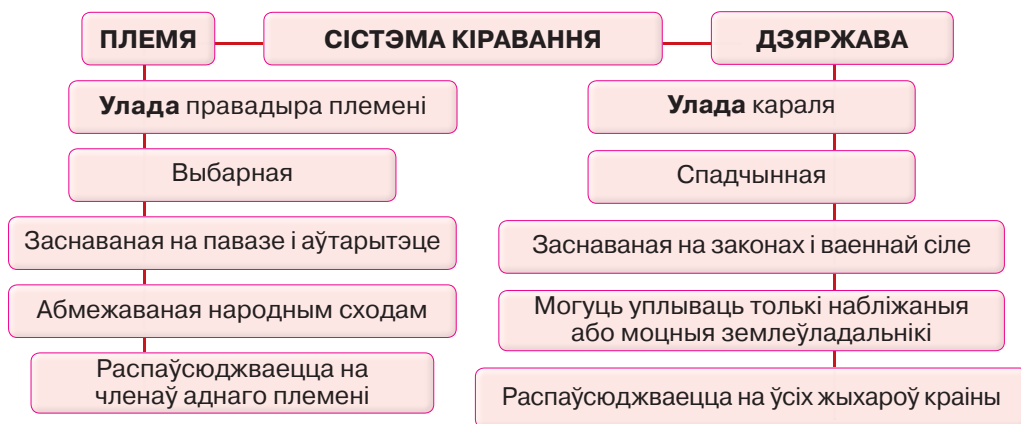 ПЛЕМЯ
СІСТЭМА КІРАВАННЯ
ДЗЯРЖАВА
Улада правадыра племені
Выбарная
Заснаваная на павазе і аўтарытэце
Абмежаваная народным сходам
Распаўсюджваецца на
членаў аднаго племені
Улада караля
Спадчынная
Заснаваная на законах і ваеннай сіле
Могуць уплываць толькі набліжаныя
або моцныя землеўладальнікі
Распаўсюджваецца на ўсіх жыхароў краіны